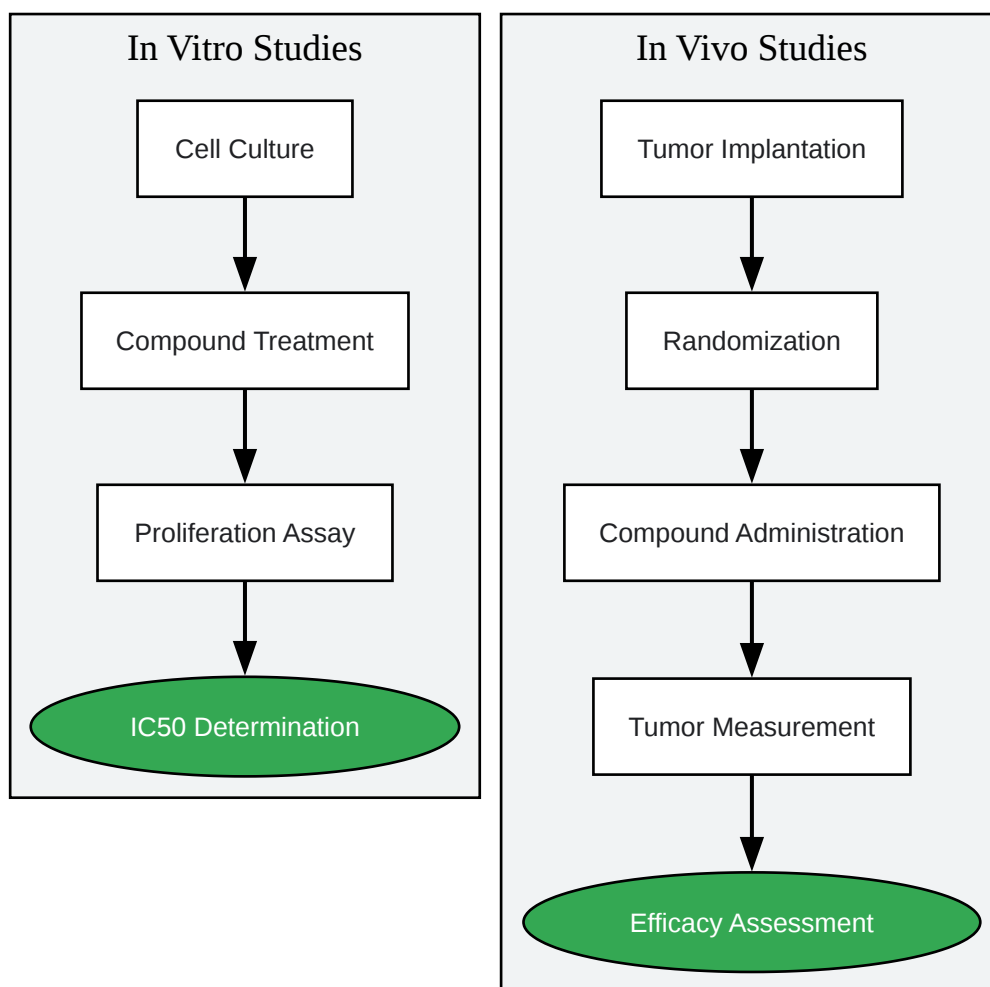 In Vitro Studies
Cell Culture
Compound Treatment
Proliferation Assay
IC50 Determination
In Vivo Studies
Tumor Implantation
Randomization
Compound Administration
Tumor Measurement
Efficacy Assessment